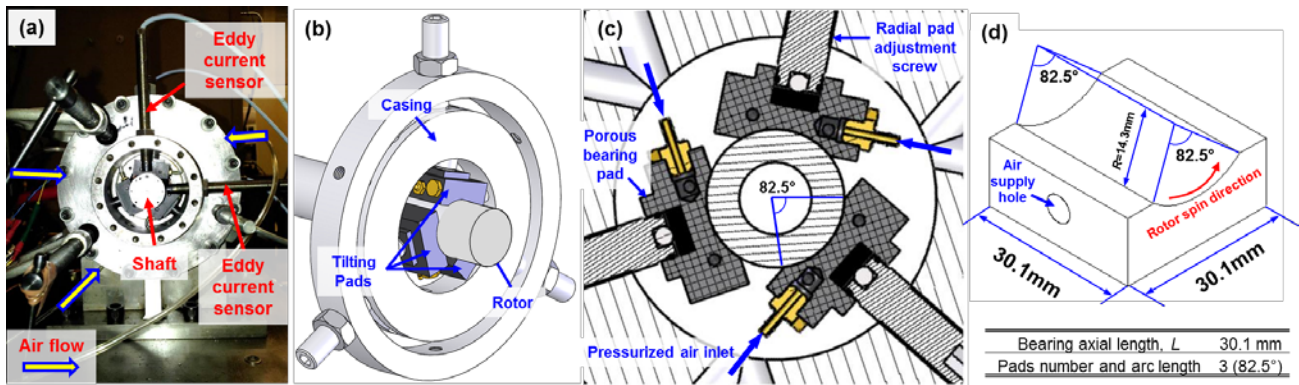 (a)
Eddy
current
sensor
Shaft
Eddy
current
sensor
Air flow
(b)
Casing
Tilting
Pads
Rotor
(c)
Radial pad
adjustment
screw
Porous
bearing
pad
82.5°
Pressurized air inlet
(d)
82.5°
R=14.3mm
82.5°
Air
supply
hole
Rotor spin direction
30.1mm
30.1mm
Bearing axial length, L 30.1 mm
Pads number and arc length 3 (82.5°)